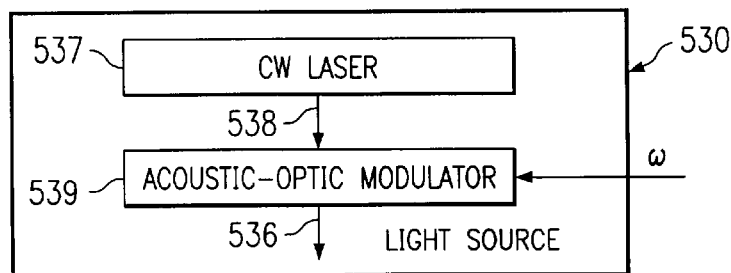 537
CW LASER
530
538
539
ACOUSTIC-OPTIC MODULATOR
ω
536
LIGHT SOURCE